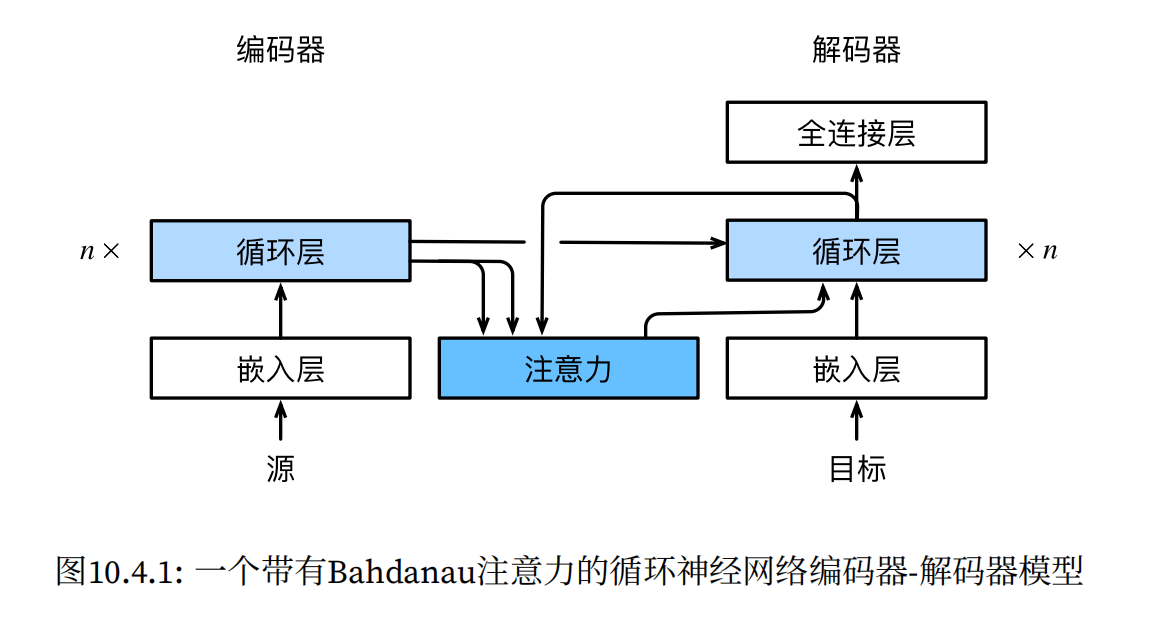 编码器
解码器
全连接层
n ×
循环层
循环层
× n
嵌入层
注意力
嵌入层
源
目标
图10.4.1: 一个带有Bahdanau注意力的循环神经网络编码器-解码器模型